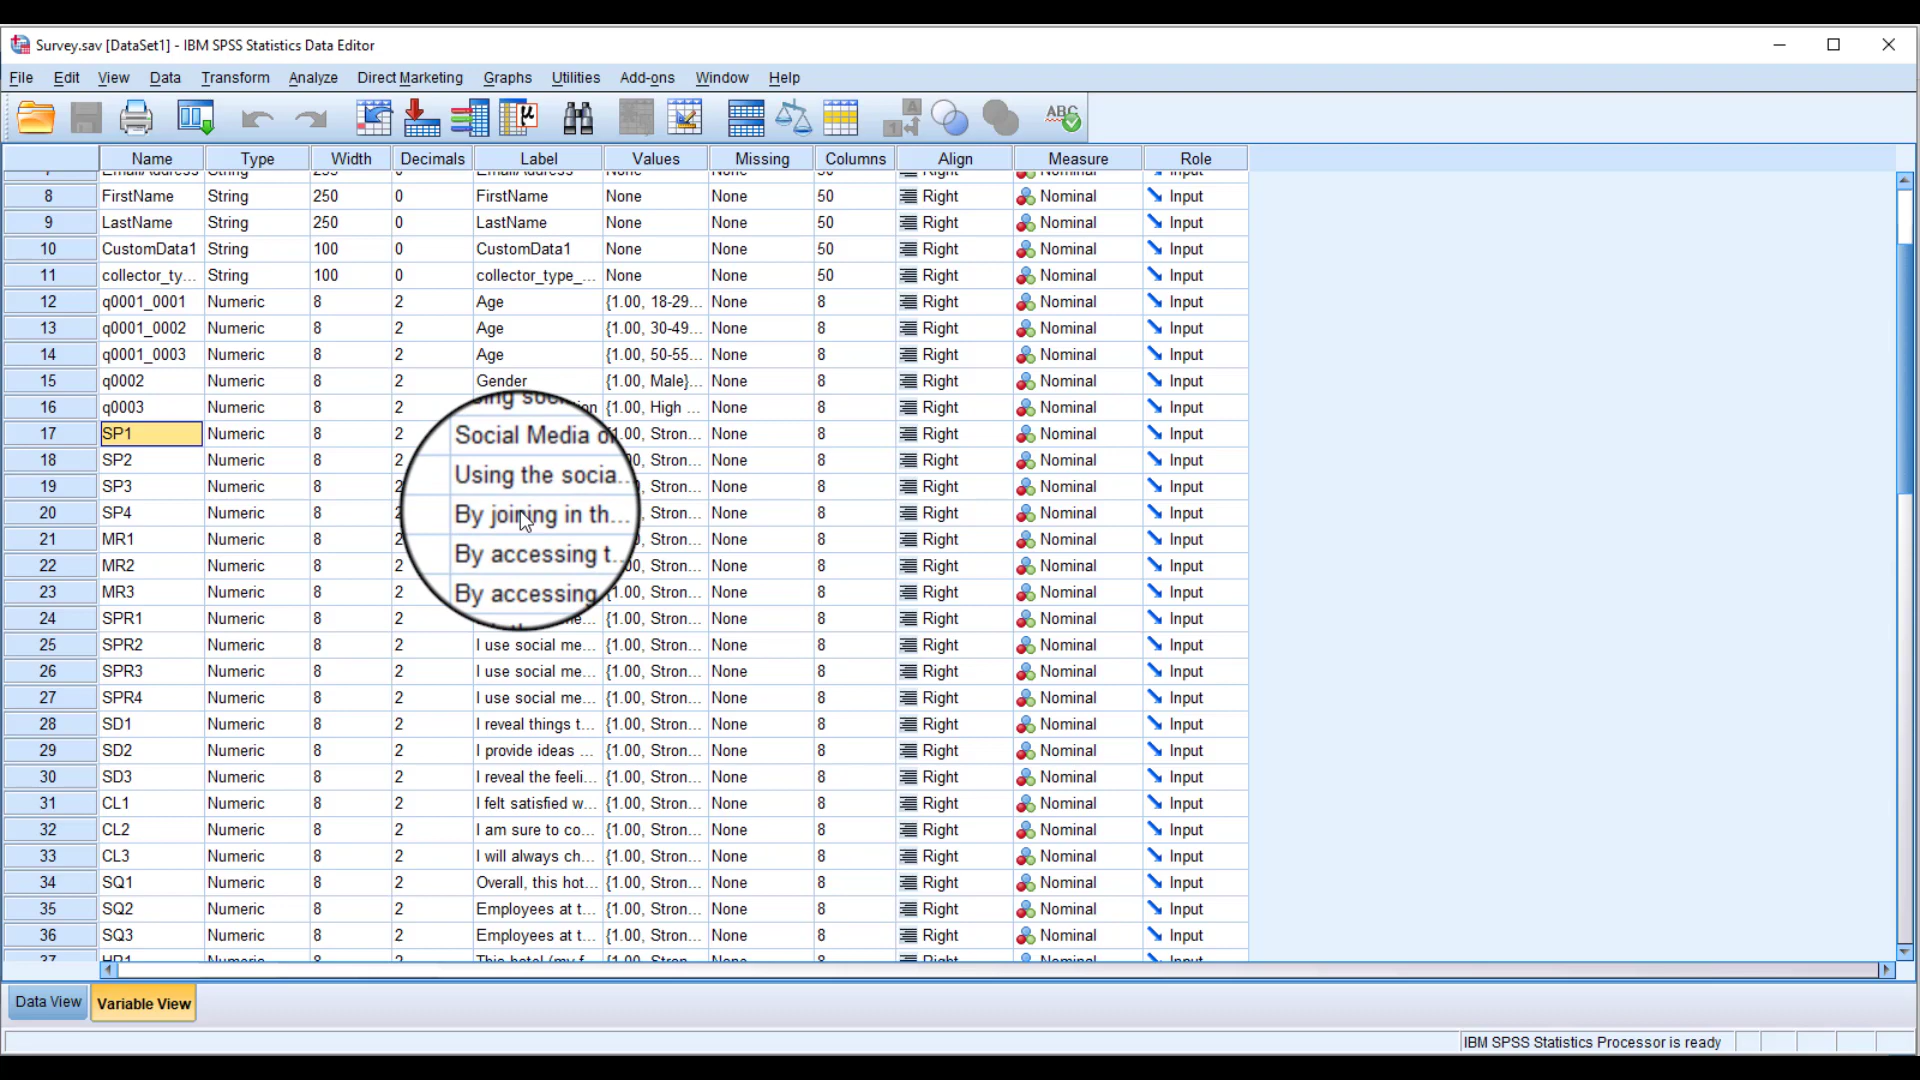 Survey.sav [DataSet1] - IBM SPSS Statistics Data Editor
File Edit View Data Transform Analyze Direct Marketing Graphs Utilities Add-ons Window Help
Name Type Width Decimals Label Values Missing Columns Align Measure Role
8 FirstName String 250 0 FirstName None None 50 Right Nominal Input
9 LastName String 250 0 LastName None None 50 Right Nominal Input
10 CustomData1 String 100 0 CustomData1 None None 50 Right Nominal Input
11 collector_ty... String 100 0 collector_type_... None None 50 Right Nominal Input
12 q0001_0001 Numeric 8 2 Age {1.00, 18-29... None 8 Right Nominal Input
13 q0001_0002 Numeric 8 2 Age {1.00, 30-49... None 8 Right Nominal Input
14 q0001_0003 Numeric 8 2 Age {1.00, 50-55... None 8 Right Nominal Input
15 q0002 Numeric 8 2 Gender {1.00, Male}... None 8 Right Nominal Input
16 q0003 Numeric 8 2 {1.00, High ... None 8 Right Nominal Input
17 SP1 Numeric 8 2 Social Media 1.00, Stron... None 8 Right Nominal Input
18 SP2 Numeric 8 2 Using the socia... Stron... None 8 Right Nominal Input
19 SP3 Numeric 8 Stron... None 8 Right Nominal Input
20 SP4 Numeric 8 By joining in th... Stron... None 8 Right Nominal Input
21 MR1 Numeric 8 By accessing t... Stron... None 8 Right Nominal Input
22 MR2 Numeric 8 By accessing Stron... None 8 Right Nominal Input
23 MR3 Numeric 8 2 1.00, Stron... None 8 Right Nominal Input
24 SPR1 Numeric 8 2 {1.00, Stron... None 8 Right Nominal Input
25 SPR2 Numeric 8 2 I use social me... {1.00, Stron... None 8 Right Nominal Input
26 SPR3 Numeric 8 2 I use social me... {1.00, Stron... None 8 Right Nominal Input
27 SPR4 Numeric 8 2 I use social me... {1.00, Stron... None 8 Right Nominal Input
28 SD1 Numeric 8 2 I reveal things t... {1.00, Stron... None 8 Right Nominal Input
29 SD2 Numeric 8 2 I provide ideas ... {1.00, Stron... None 8 Right Nominal Input
30 SD3 Numeric 8 2 I reveal the feeli... {1.00, Stron... None 8 Right Nominal Input
31 CL1 Numeric 8 2 I felt satisfied w... {1.00, Stron... None 8 Right Nominal Input
32 CL2 Numeric 8 2 I am sure to co... {1.00, Stron... None 8 Right Nominal Input
33 CL3 Numeric 8 2 I will always ch... {1.00, Stron... None 8 Right Nominal Input
34 SQ1 Numeric 8 2 Overall, this hot... {1.00, Stron... None 8 Right Nominal Input
35 SQ2 Numeric 8 2 Employees at t... {1.00, Stron... None 8 Right Nominal Input
36 SQ3 Numeric 8 2 Employees at t... {1.00, Stron... None 8 Right Nominal Input
Data View Variable View
IBM SPSS Statistics Processor is ready